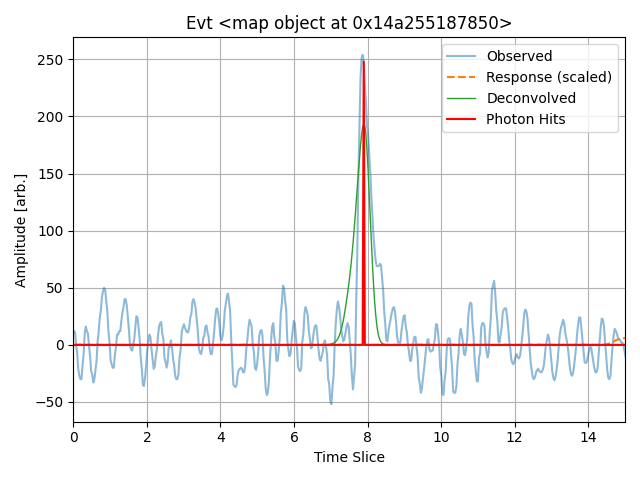 Evt <map object at 0x14a255187850>
Observed
Response (scaled)
Deconvolved
Photon Hits
Amplitude [arb.]
250
200
150
100
50
0
−50
0 2 4 6 8 10 12 14
Time Slice